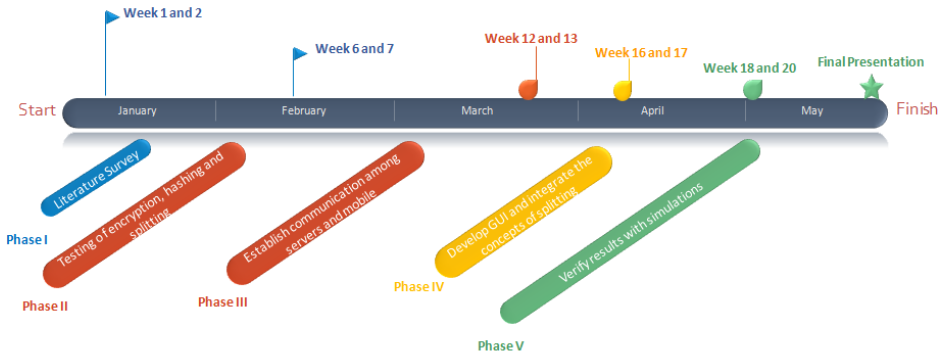 Week 1 and 2
Week 6 and 7
Week 12 and 13
Week 16 and 17
Week 18 and 20
Final Presentation
Start
January
February
March
April
May
Finish
Literature Survey
Phase I
Testing of encryption, hashing and
splitting
Phase II
Establish communication among
servers and mobile
Phase III
Develop GUI and integrate the
concepts of splitting
Phase IV
Verify results with simulations
Phase V